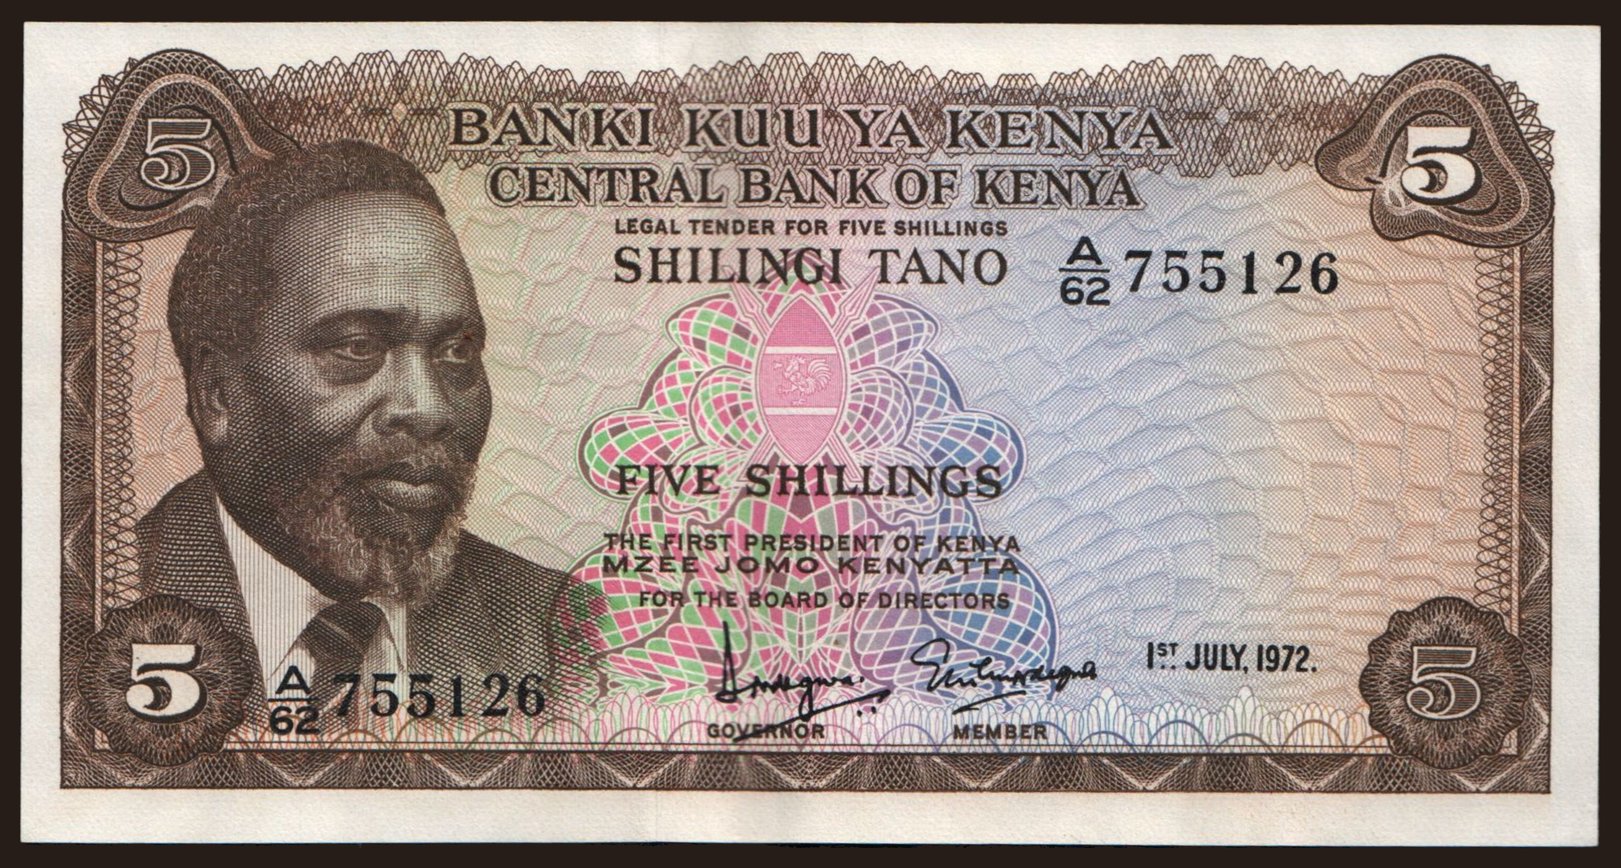 5
5
BANKI KUU YA KENYA
CENTRAL BANK OF KENYA
LEGAL TENDER FOR FIVE SHILLINGS
SHILINGI TANO
A/62 755126
FIVE SHILLINGS
THE FIRST PRESIDENT OF KENYA
MZEE JOMO KENYATTA
FOR THE BOARD OF DIRECTORS
1ST JULY, 1972.
5
A/62 755126
GOVERNOR
MEMBER
5